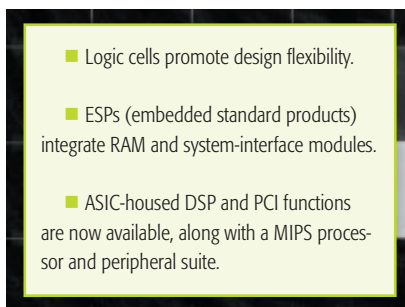 ■ Logic cells promote design flexibility.
■ ESPs (embedded standard products)
integrate RAM and system-interface modules.
■ ASIC-housed DSP and PCI functions
are now available, along with a MIPS proces-
sor and peripheral suite.